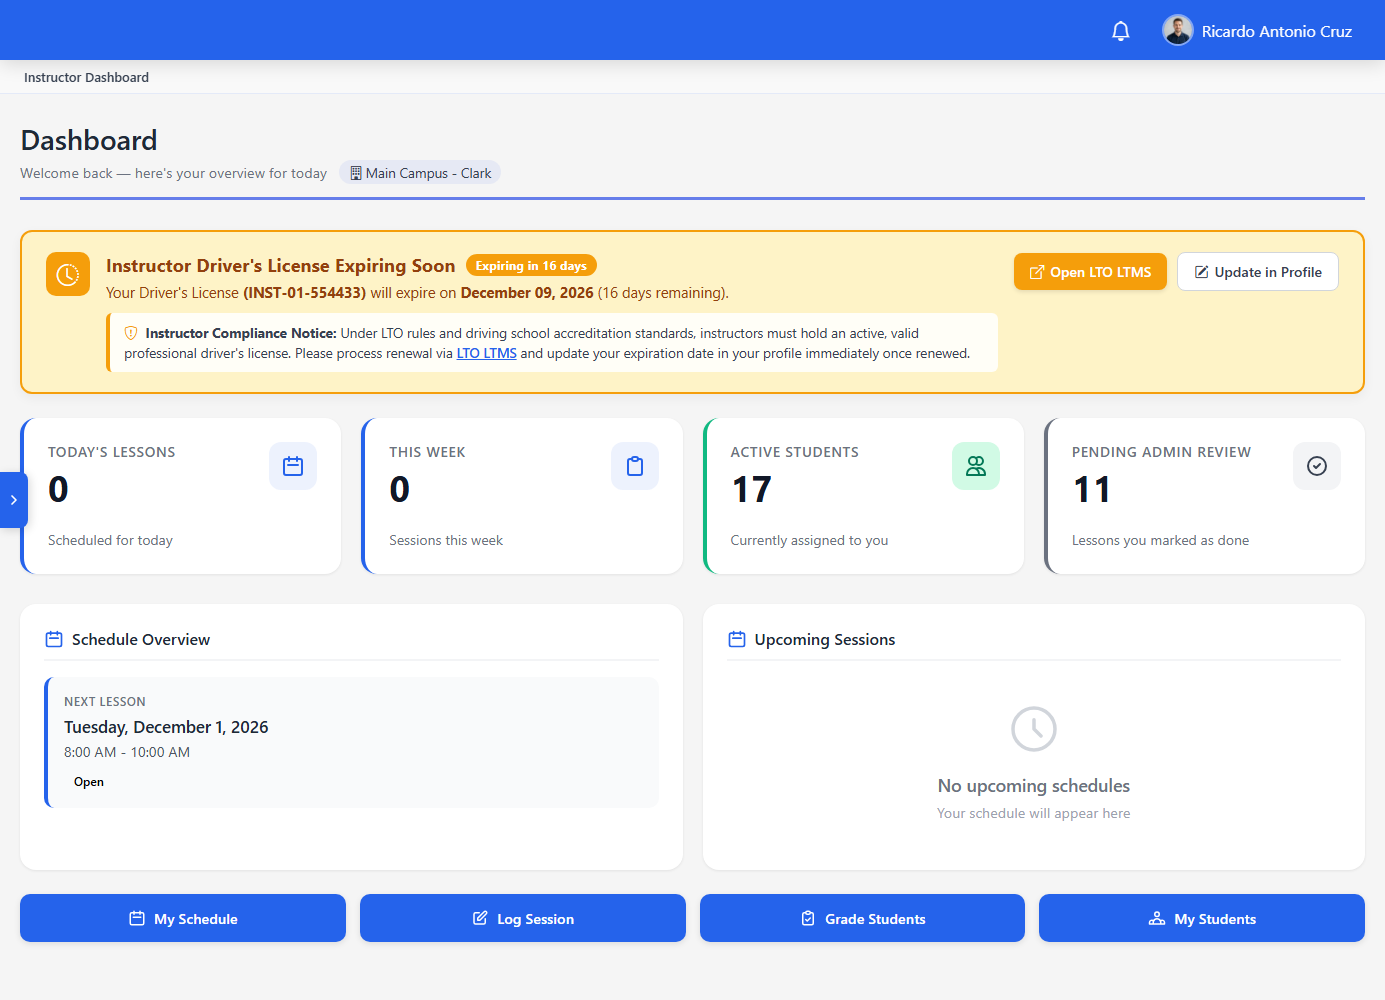 Ricardo Antonio Cruz
Instructor Dashboard
Dashboard
Welcome back — here's your overview for today
Main Campus - Clark
Instructor Driver's License Expiring Soon
Expiring in 16 days
Your Driver's License (INST-01-554433) will expire on December 09, 2026 (16 days remaining).
Open LTO LTMS
Update in Profile
Instructor Compliance Notice: Under LTO rules and driving school accreditation standards, instructors must hold an active, valid
professional driver's license. Please process renewal via LTO LTMS and update your expiration date in your profile immediately once renewed.
TODAY'S LESSONS
0
Scheduled for today
THIS WEEK
0
Sessions this week
ACTIVE STUDENTS
17
Currently assigned to you
PENDING ADMIN REVIEW
11
Lessons you marked as done
Schedule Overview
NEXT LESSON
Tuesday, December 1, 2026
8:00 AM - 10:00 AM
Open
Upcoming Sessions
No upcoming schedules
Your schedule will appear here
My Schedule
Log Session
Grade Students
My Students